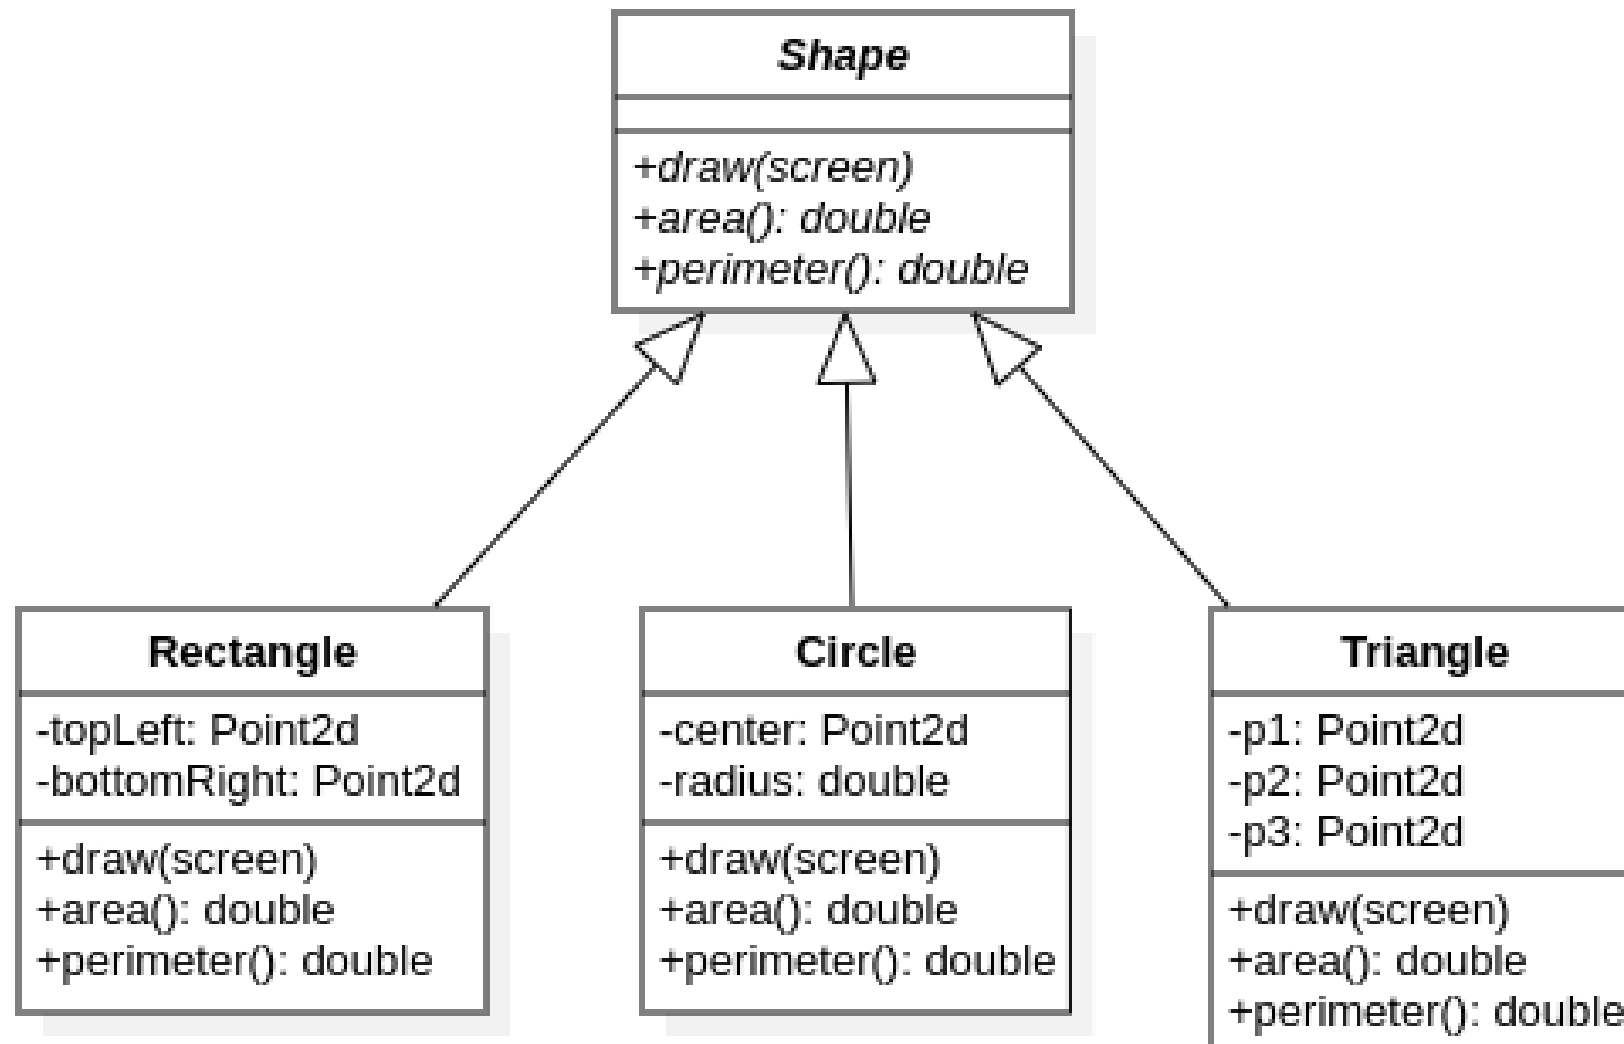 Shape
+draw(screen)
+area(): double
+perimeter(): double
Rectangle
-topLeft: Point2d
-bottomRight: Point2d
+draw(screen)
+area(): double
+perimeter(): double
Circle
-center: Point2d
-radius: double
+draw(screen)
+area(): double
+perimeter(): double
Triangle
-p1: Point2d
-p2: Point2d
-p3: Point2d
+draw(screen)
+area(): double
+perimeter(): double